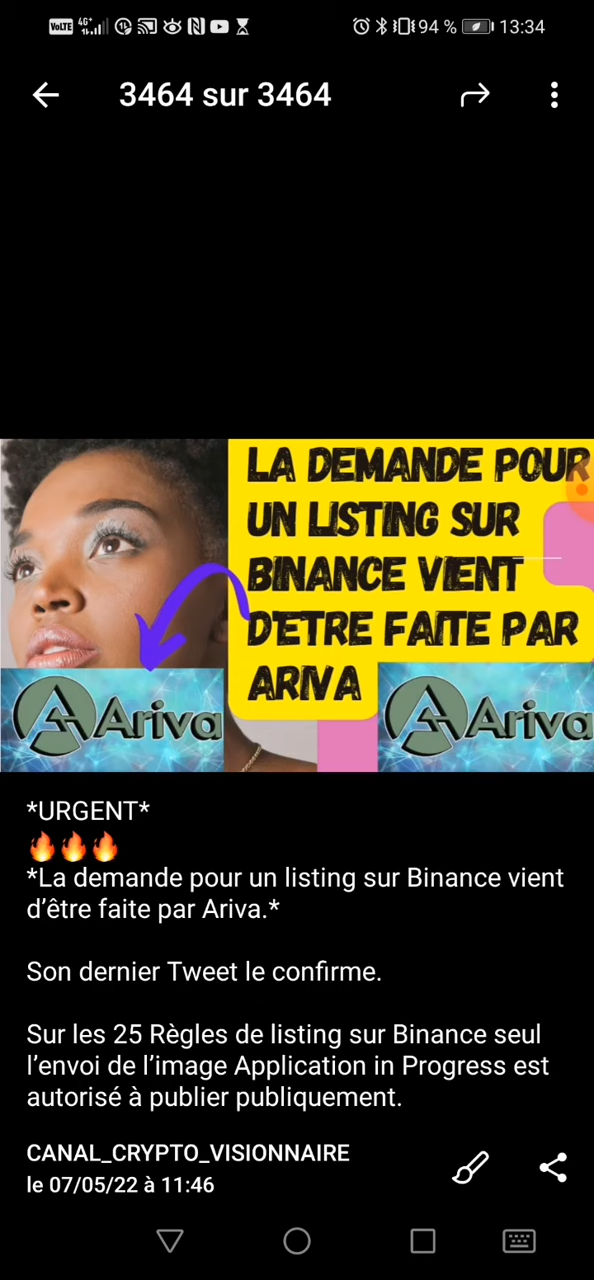 VoLTE 4G+ 94 % 13:34
3464 sur 3464
LA DEMANDE POUR
UN LISTING SUR
BINANCE VIENT
D'ETRE FAITE PAR
ARIVA
Ariva
Ariva
*URGENT*
🔥🔥🔥
*La demande pour un listing sur Binance vient
d’être faite par Ariva.*
Son dernier Tweet le confirme.
Sur les 25 Règles de listing sur Binance seul
l’envoi de l’image Application in Progress est
autorisé à publier publiquement.
CANAL_CRYPTO_VISIONNAIRE
le 07/05/22 à 11:46